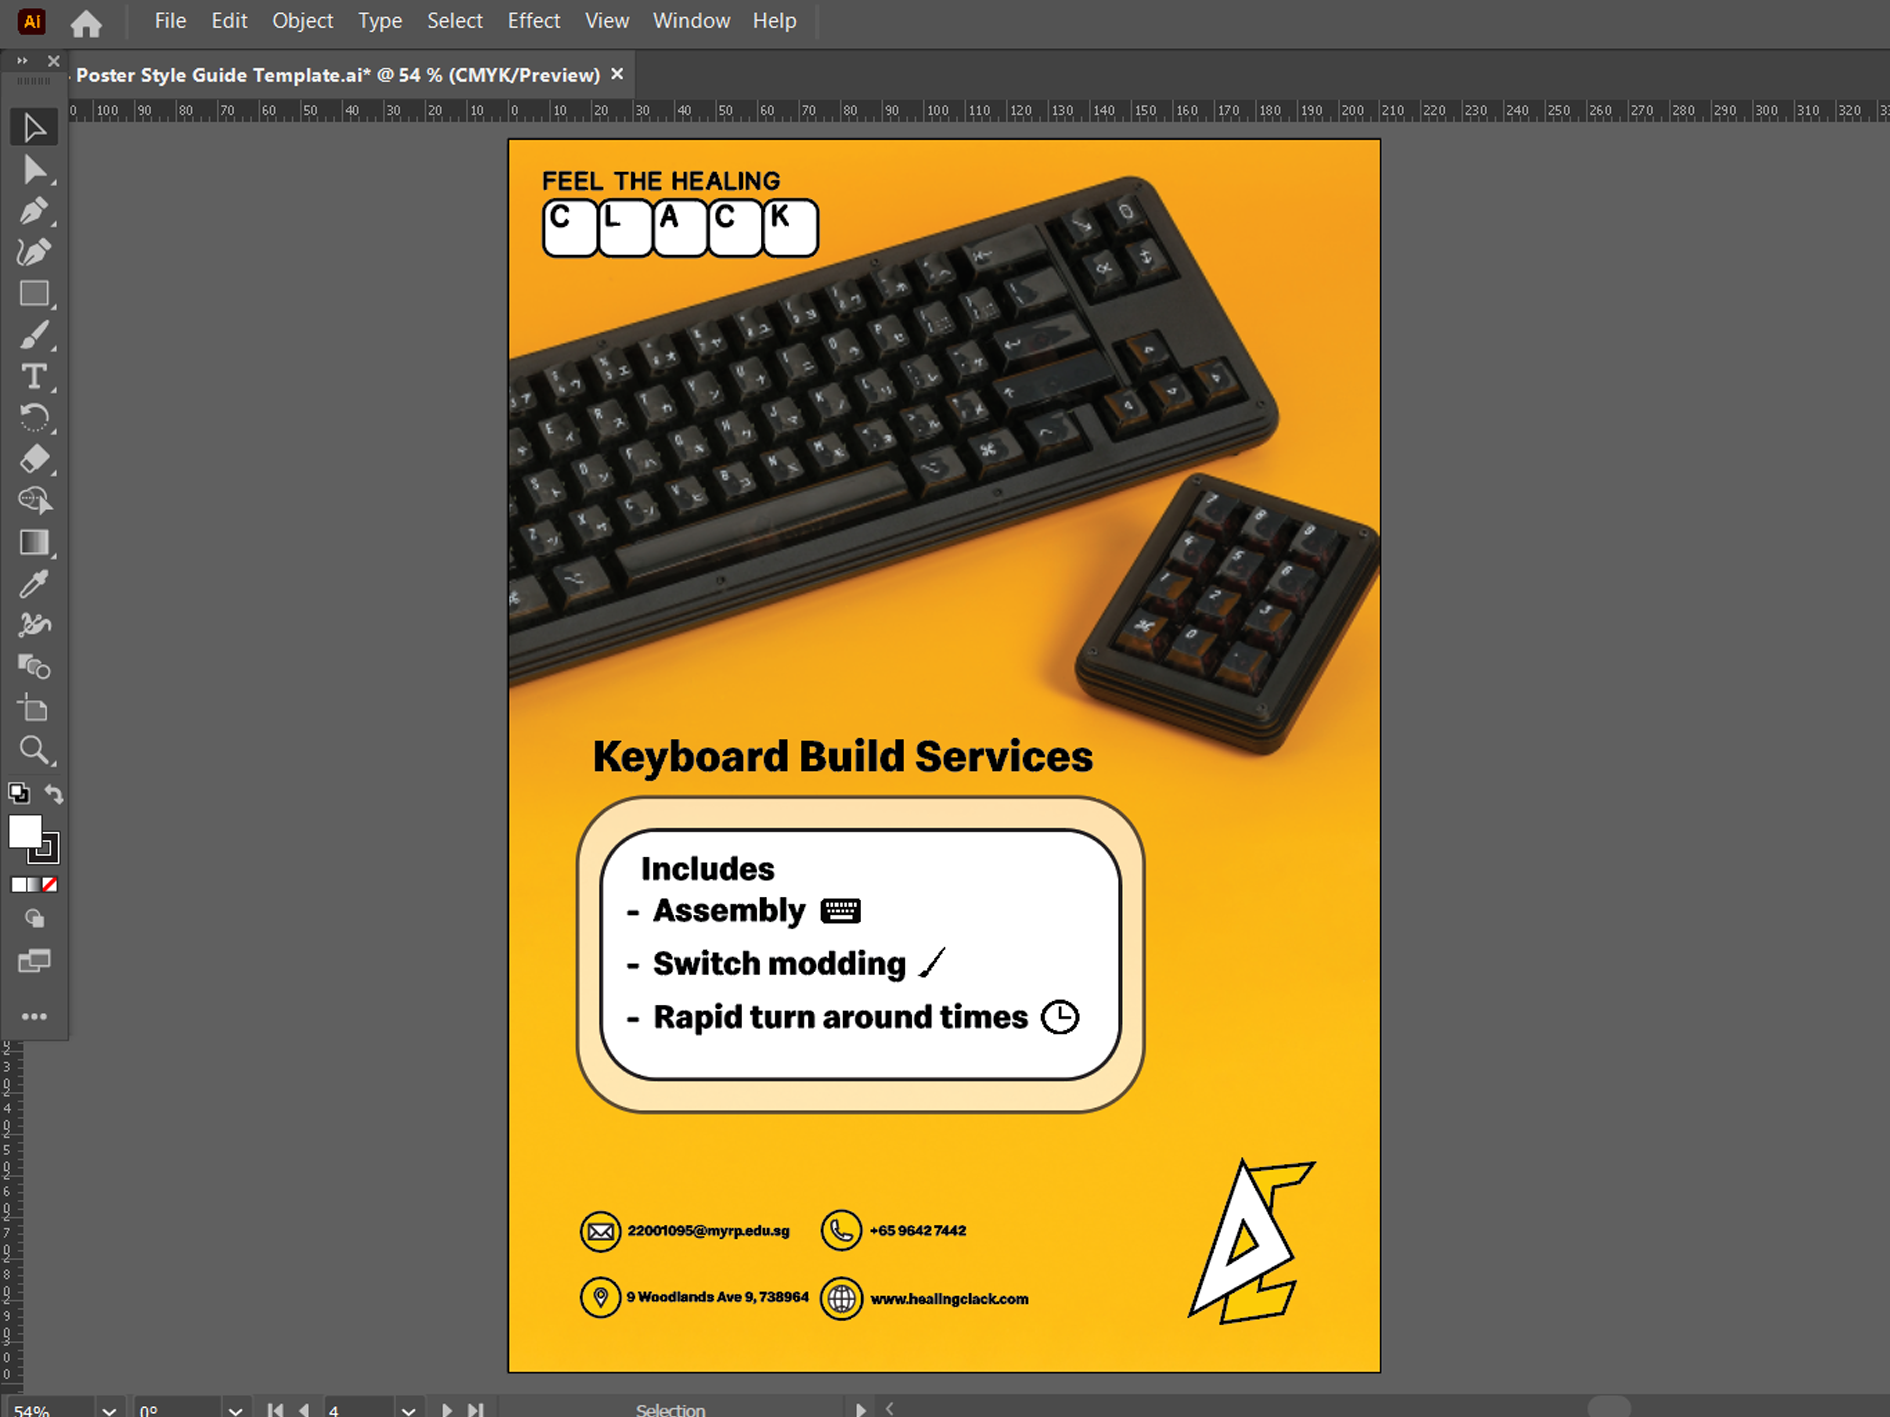 Ai File Edit Object Type Select Effect View Window Help
Poster Style Guide Template.ai* @ 54 % (CMYK/Preview) ×
0 100 90 80 70 60 50 40 30 20 10 0 10 20 30 40 50 60 70 80 90 100 110 120 130 140 150 160 170 180 190 200 210 220 230 240 250 260 270 280 290 300 310 320
FEEL THE HEALING
CLACK
Keyboard Build Services
Includes
- Assembly
- Switch modding
- Rapid turn around times
22001095@myrp.edu.sg
+65 9642 7442
9 Woodlands Ave 9, 738964
www.healingclack.com
54% 0° 4 Selection